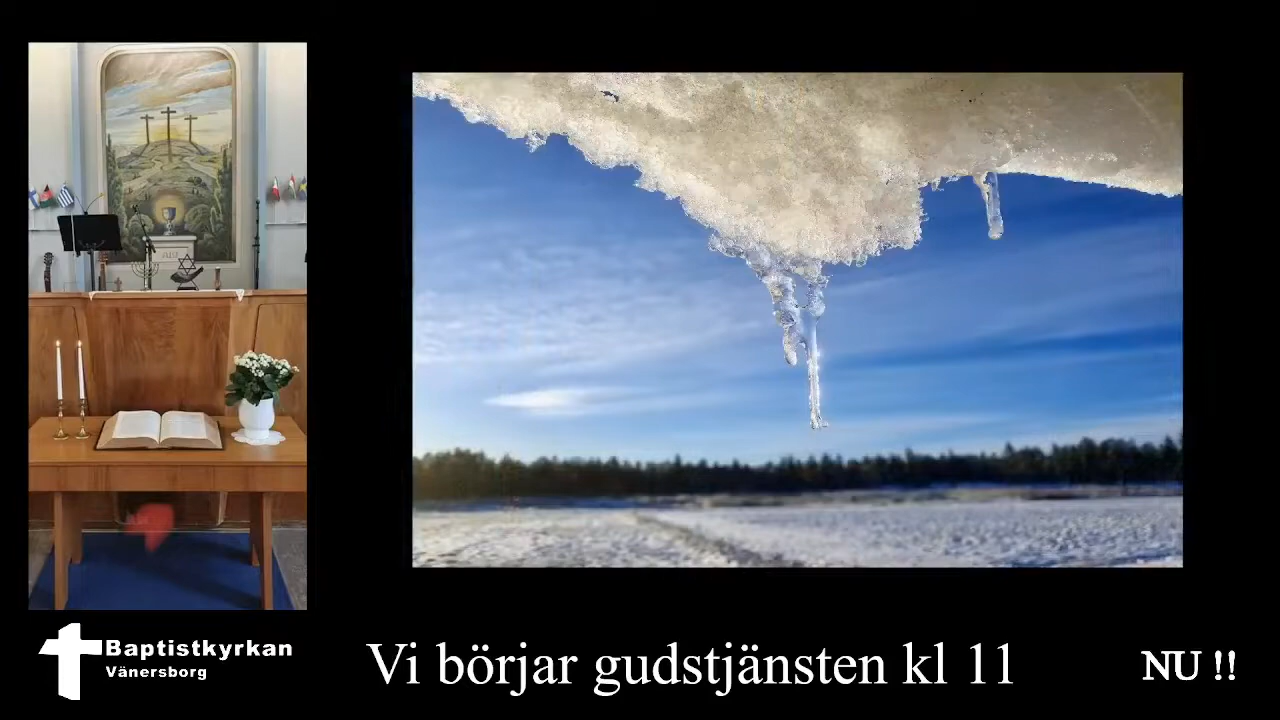 Baptistkyrkan
Vänersborg
Vi börjar gudstjänsten kl 11
NU !!